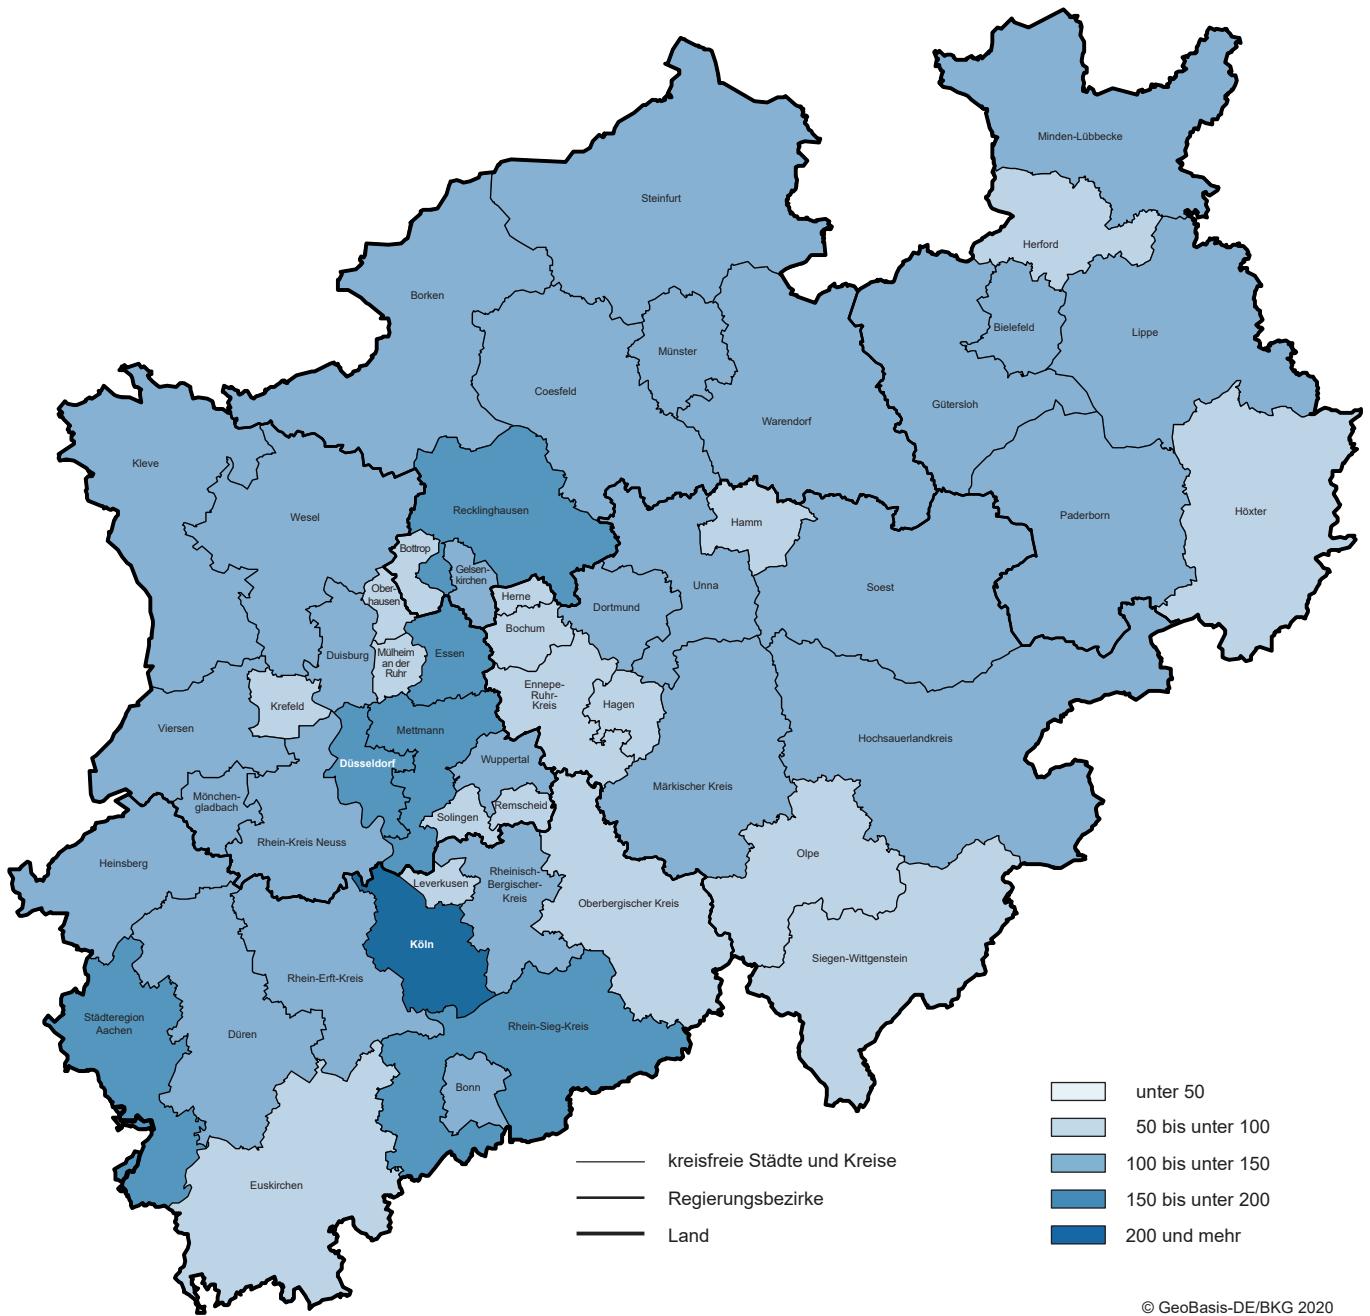 Minden-Lübbecke
Steinfurt
Herford
Borken
Bielefeld
Lippe
Münster
Coesfeld
Gütersloh
Warendorf
Kleve
Recklinghausen
Wesel
Hamm
Paderborn
Höxter
Bottrop
Gelsen-
kirchen
Unna
Soest
Ober-
hausen
Herne
Dortmund
Bochum
Duisburg
Mülheim
an der
Ruhr
Essen
Ennepe-
Ruhr-
Kreis
Hagen
Krefeld
Viersen
Mettmann
Hochsauerlandkreis
Düsseldorf
Wuppertal
Märkischer Kreis
Mönchen-
gladbach
Remscheid
Solingen
Rhein-Kreis Neuss
Olpe
Heinsberg
Rheinisch-
Bergischer-
Kreis
Leverkusen
Oberbergischer Kreis
Köln
Siegen-Wittgenstein
Rhein-Erft-Kreis
Städteregion
Aachen
Rhein-Sieg-Kreis
Düren
Bonn
Euskirchen
kreisfreie Städte und Kreise
Regierungsbezirke
Land
unter 50
50 bis unter 100
100 bis unter 150
150 bis unter 200
200 und mehr
© GeoBasis-DE/BKG 2020